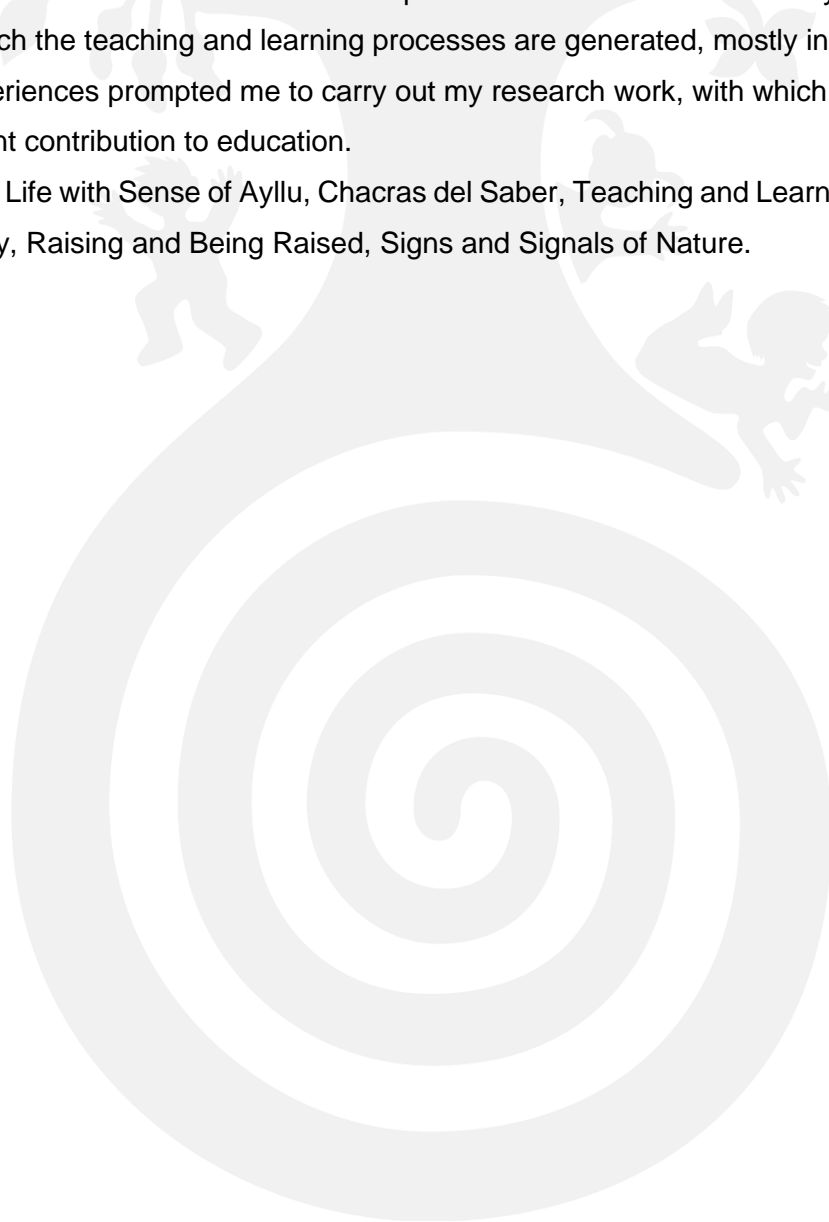 ch the teaching and learning processes are generated, mostly in
eriences prompted me to carry out my research work, with which
nt contribution to education.
Life with Sense of Ayllu, Chacras del Saber, Teaching and Learn
y, Raising and Being Raised, Signs and Signals of Nature.